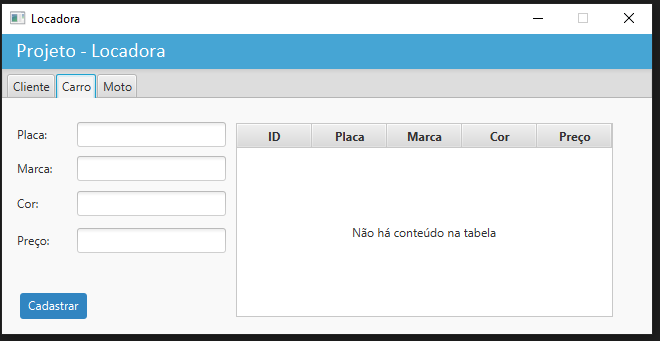 Locadora
Projeto - Locadora
Cliente Carro Moto
Placa:
Marca:
Cor:
Preço:
Cadastrar
ID Placa Marca Cor Preço
Não há conteúdo na tabela